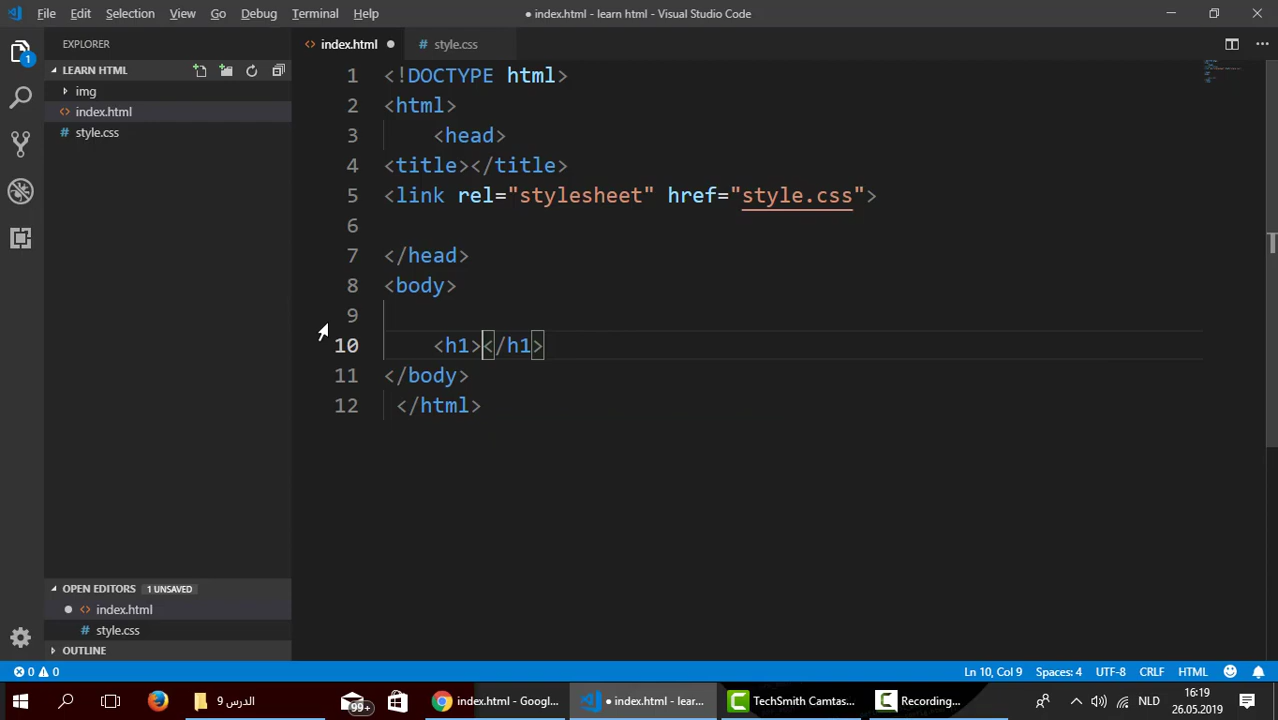 File Edit Selection View Go Debug Terminal Help
● index.html - learn html - Visual Studio Code
EXPLORER
LEARN HTML
img
index.html
style.css
OPEN EDITORS 1 UNSAVED
● index.html
style.css
OUTLINE
index.html ●
style.css
1 <!DOCTYPE html>
2 <html>
3 <head>
4 <title></title>
5 <link rel="stylesheet" href="style.css">
6
7 </head>
8 <body>
9
10 <h1></h1>
11 </body>
12 </html>
0 0
Ln 10, Col 9 Spaces: 4 UTF-8 CRLF HTML
1
99+
الدرس 9
index.html - Googl...
● index.html - lear...
TechSmith Camtas...
Recording...
NLD
16:19
26.05.2019